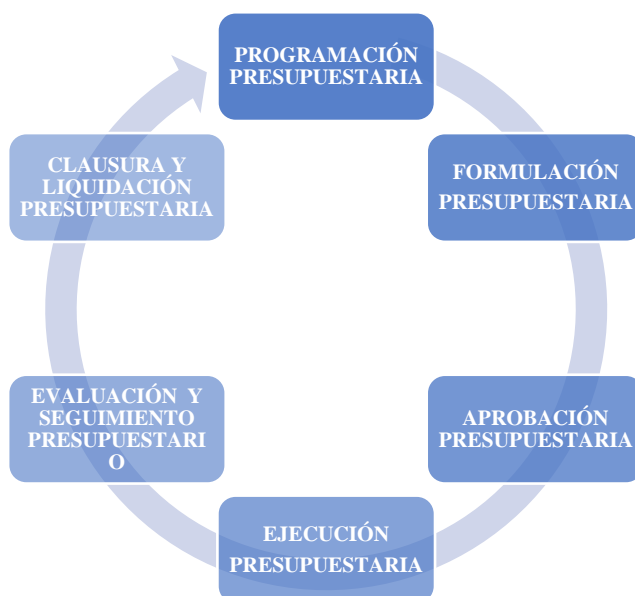 PROGRAMACIÓN
PRESUPUESTARIA
FORMULACIÓN
PRESUPUESTARIA
APROBACIÓN
PRESUPUESTARIA
EJECUCIÓN
PRESUPUESTARIA
EVALUACIÓN Y
SEGUIMIENTO
PRESUPUESTARI
O
CLAUSURA Y
LIQUIDACIÓN
PRESUPUESTARIA